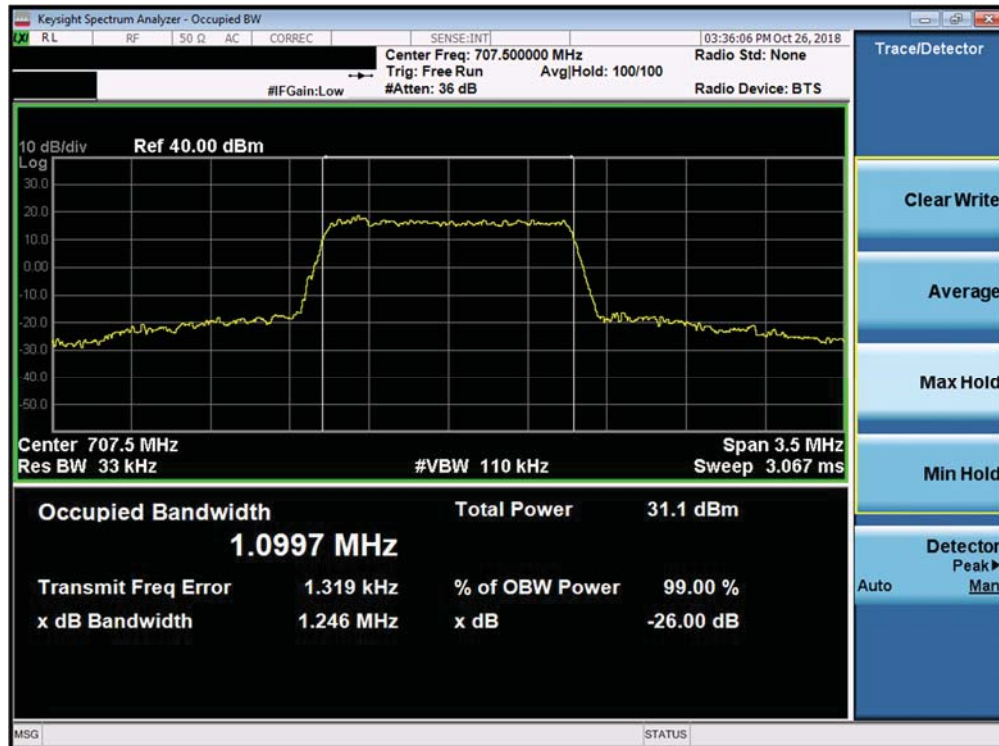 Keysight Spectrum Analyzer - Occupied BW
LXI RL RF 50 Ω AC CORREC SENSE:INT 03:36:06 PM Oct 26, 2018
Center Freq: 707.500000 MHz Radio Std: None
Trig: Free Run Avg|Hold: 100/100
#IFGain:Low #Atten: 36 dB Radio Device: BTS
10 dB/div Ref 40.00 dBm
Log
30.0
20.0
10.0
0.00
-10.0
-20.0
-30.0
-40.0
-50.0
Center 707.5 MHz Span 3.5 MHz
Res BW 33 kHz #VBW 110 kHz Sweep 3.067 ms
Occupied Bandwidth Total Power 31.1 dBm
1.0997 MHz
Transmit Freq Error 1.319 kHz % of OBW Power 99.00 %
x dB Bandwidth 1.246 MHz x dB -26.00 dB
MSG STATUS
Trace/Detector
Clear Write
Average
Max Hold
Min Hold
Detector
Peak▶
Auto Man